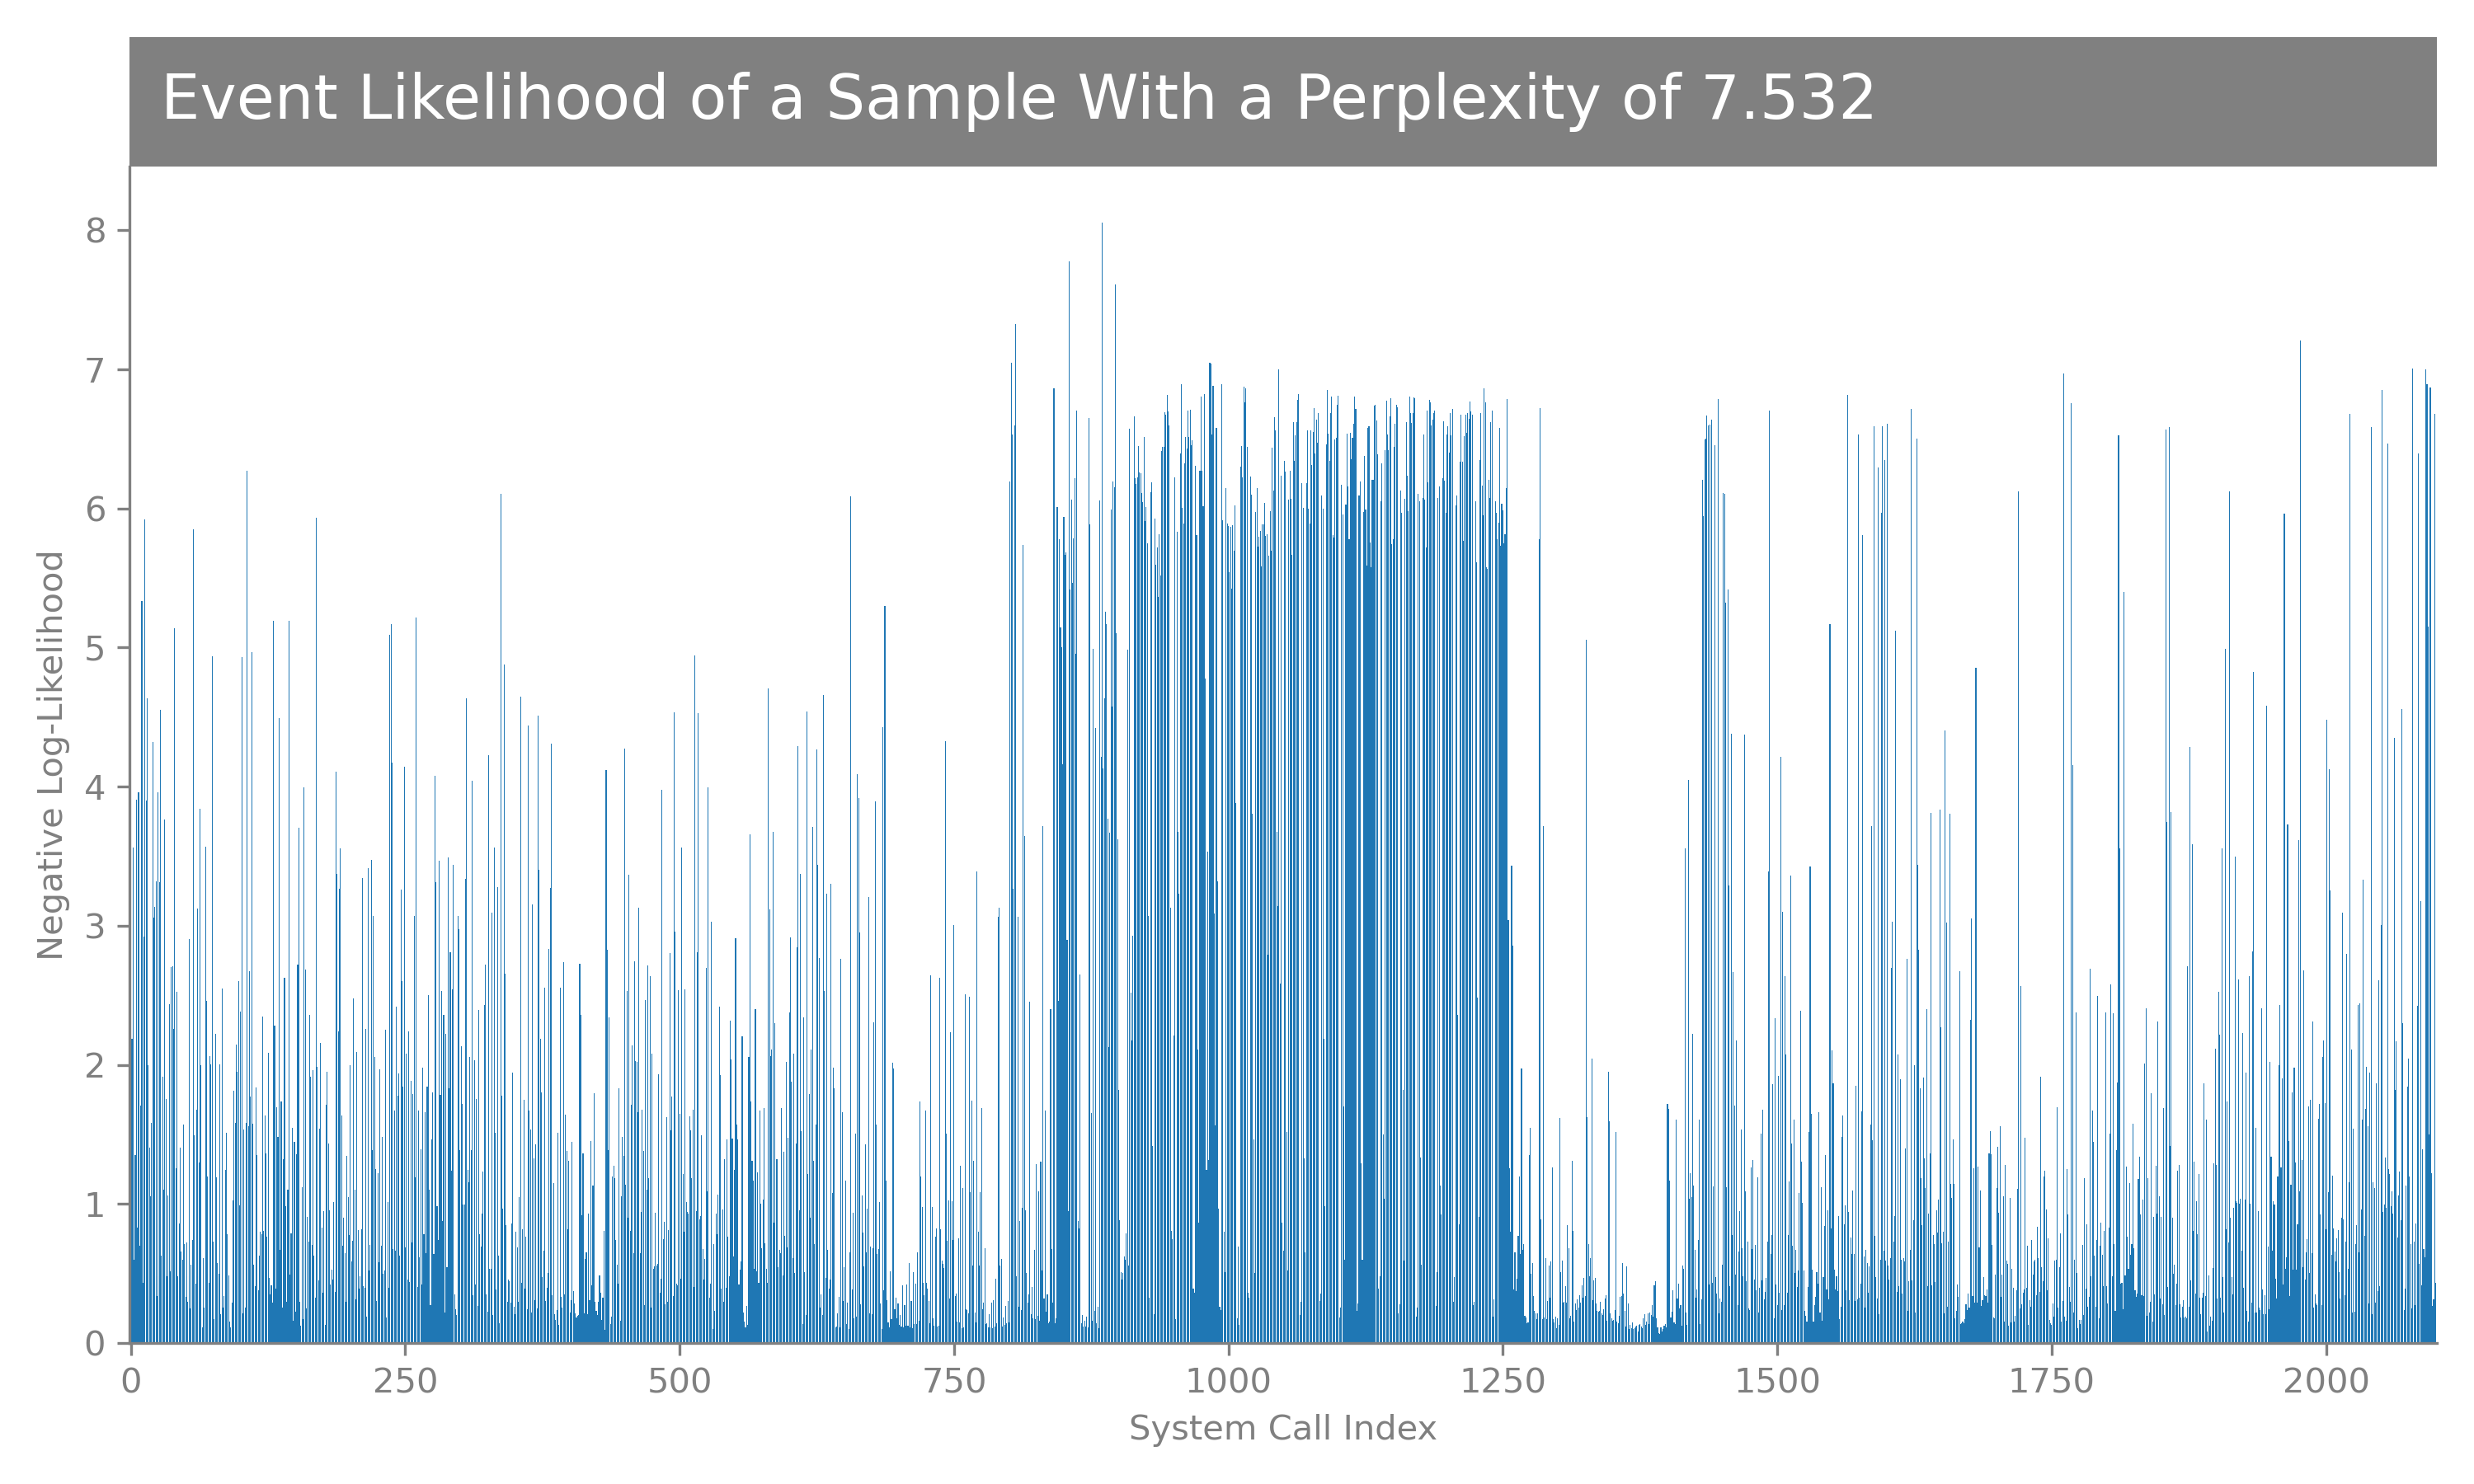 Event Likelihood of a Sample With a Perplexity of 7.532
Negative Log-Likelihood
8
7
6
5
4
3
2
1
0
0 250 500 750 1000 1250 1500 1750 2000
System Call Index